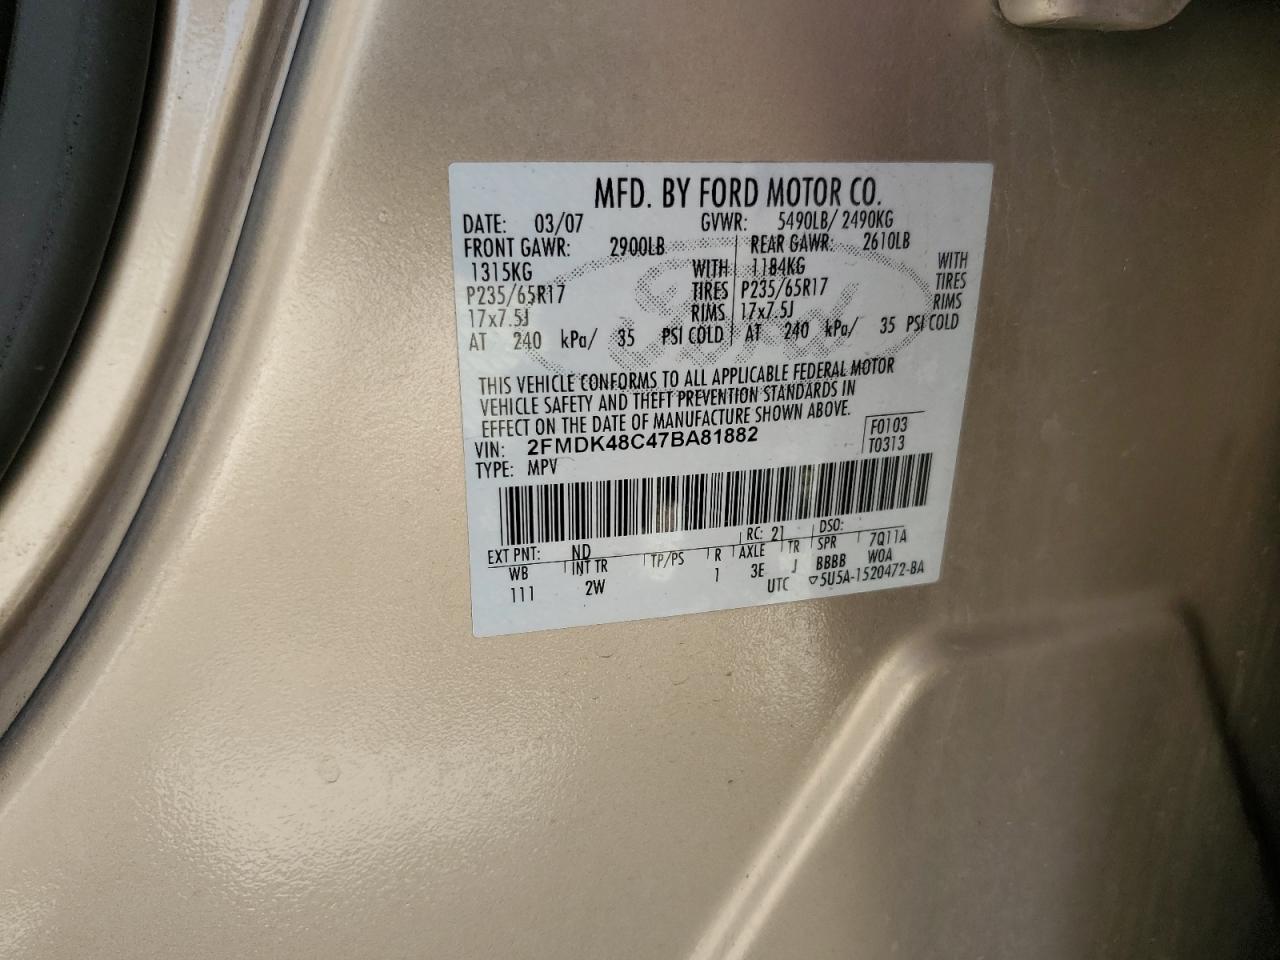 MFD. BY FORD MOTOR CO.
DATE: 03/07 GVWR: 5490LB/ 2490KG
FRONT GAWR: 2900LB REAR GAWR: 2610LB
1315KG WITH 1184KG WITH
P235/65R17 TIRES P235/65R17 TIRES
17x7.5J RIMS 17x7.5J RIMS
AT 240 kPa/ 35 PSI COLD AT 240 kPa/ 35 PSI COLD
Ford
THIS VEHICLE CONFORMS TO ALL APPLICABLE FEDERAL MOTOR
VEHICLE SAFETY AND THEFT PREVENTION STANDARDS IN
EFFECT ON THE DATE OF MANUFACTURE SHOWN ABOVE.
VIN: 2FMDK48C47BA81882 F0103
TYPE: MPV T0313
EXT PNT: ND RC: 21 DSO:
WB INT TR TP/PS R AXLE TR SPR 7Q11A
111 2W 1 3E J BBBB WOA
UTC ▽5U5A-1520472-BA